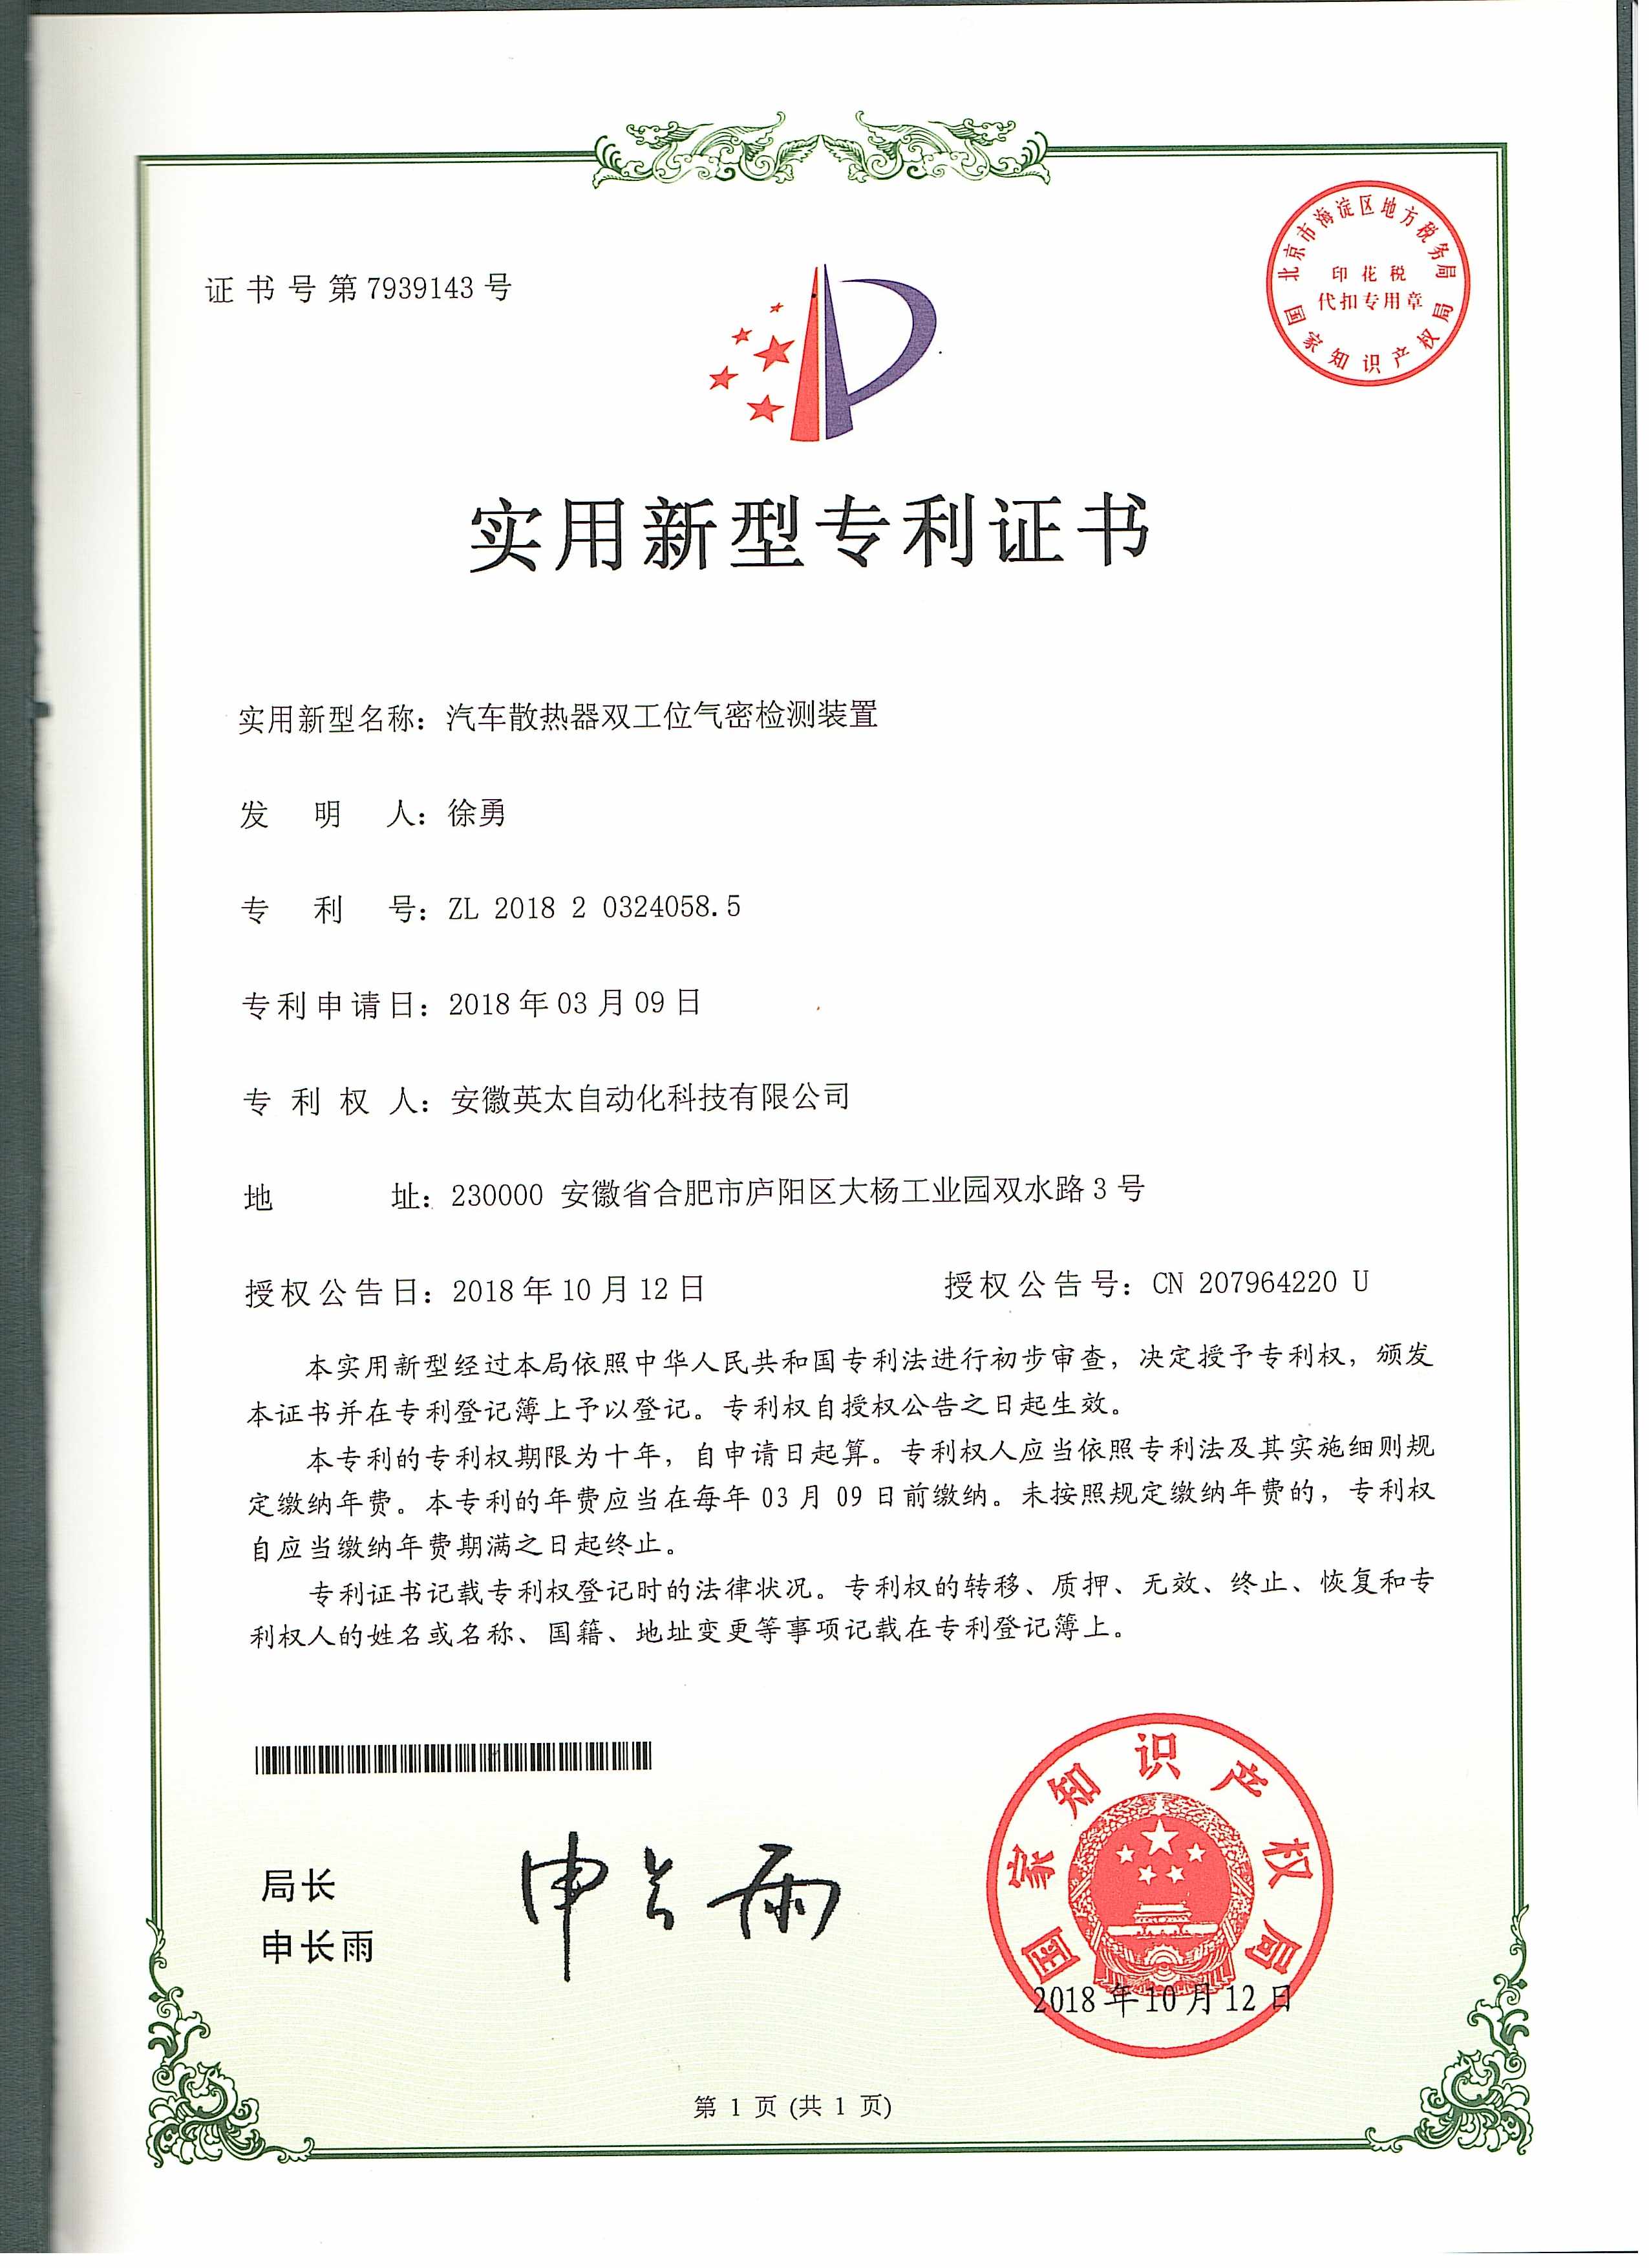 证书号第7939143号
北京市海淀区地方税务局
印花税
代扣专用章
国家知识产权局
实用新型专利证书
实用新型名称：汽车散热器双工位气密检测装置
发明人：徐勇
专利号：ZL 2018 2 0324058.5
专利申请日：2018年03月09日
专利权人：安徽英太自动化科技有限公司
地址：230000 安徽省合肥市庐阳区大杨工业园双水路3号
授权公告日：2018年10月12日 授权公告号：CN 207964220 U
本实用新型经过本局依照中华人民共和国专利法进行初步审查，决定授予专利权，颁发
本证书并在专利登记簿上予以登记。专利权自授权公告之日起生效。
本专利的专利权期限为十年，自申请日起算。专利权人应当依照专利法及其实施细则规
定缴纳年费。本专利的年费应当在每年03月09日前缴纳。未按照规定缴纳年费的，专利权
自应当缴纳年费期满之日起终止。
专利证书记载专利权登记时的法律状况。专利权的转移、质押、无效、终止、恢复和专
利权人的姓名或名称、国籍、地址变更等事项记载在专利登记簿上。
局长
申长雨
申长雨
国家知识产权局
2018年10月12日
第1页(共1页)